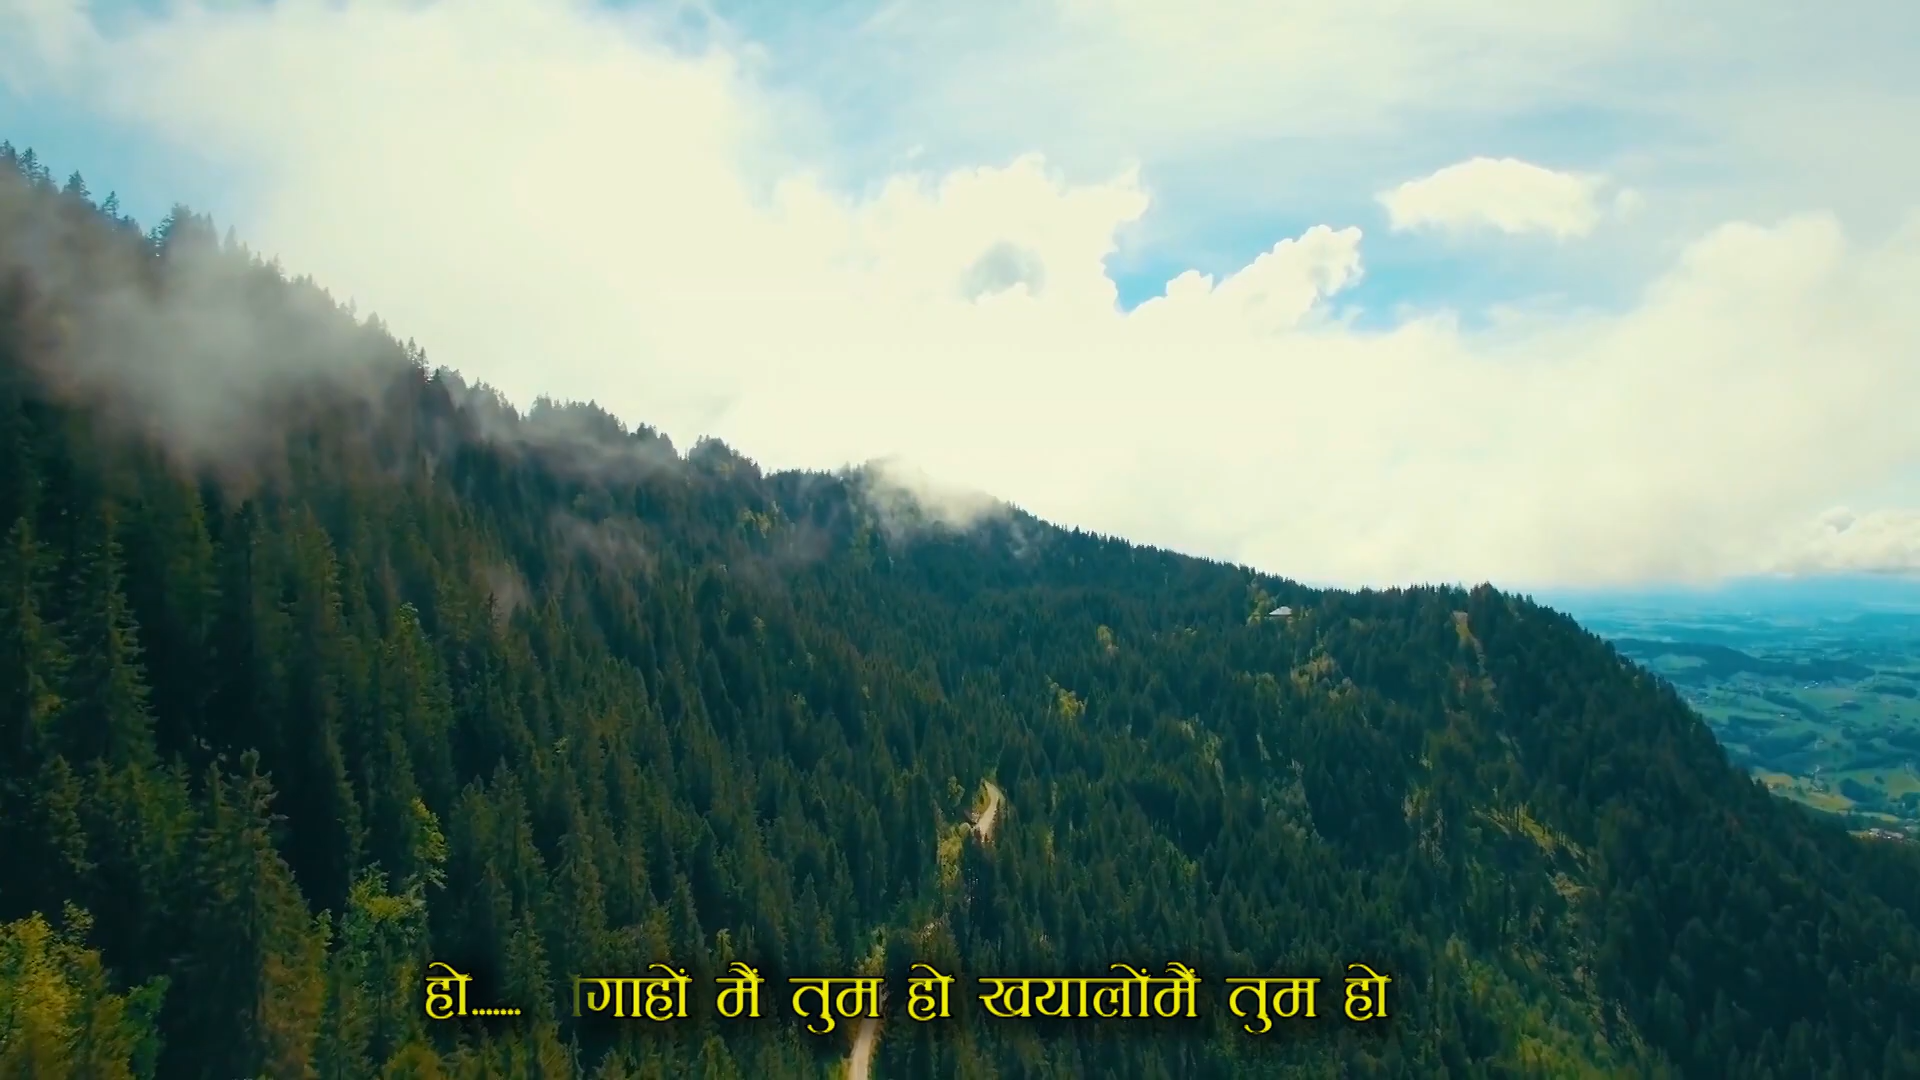 हो....... गाहों मैं तुम हो खयालोंमैं तुम हो